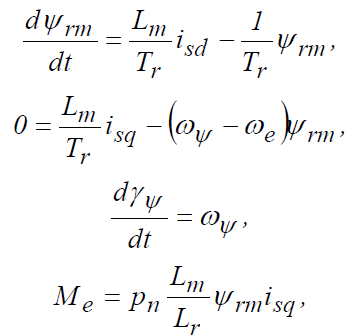 dψ_rm/dt = L_m/T_r i_sd − 1/T_r ψ_rm,
0 = L_m/T_r i_sq − (ω_ψ − ω_e)ψ_rm,
dγ_ψ/dt = ω_ψ,
M_e = p_n L_m/L_r ψ_rm i_sq,